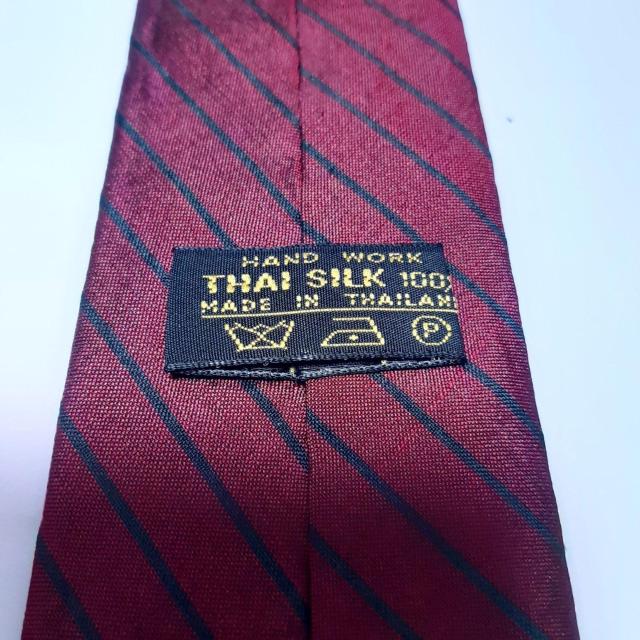 HAND WORK
THAI SILK 100
MADE IN THAILAN
P